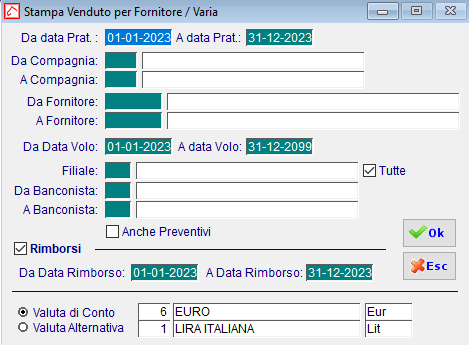 Stampa Venduto per Fornitore / Varia
Da data Prat. : 01-01-2023 A data Prat.: 31-12-2023
Da Compagnia:
A Compagnia:
Da Fornitore:
A Fornitore:
Da Data Volo: 01-01-2023 A data Volo: 31-12-2099
Filiale: Tutte
Da Banconista:
A Banconista:
Anche Preventivi
Ok
Rimborsi
Esc
Da Data Rimborso: 01-01-2023 A Data Rimborso: 31-12-2023
Valuta di Conto 6 EURO Eur
Valuta Alternativa 1 LIRA ITALIANA Lit